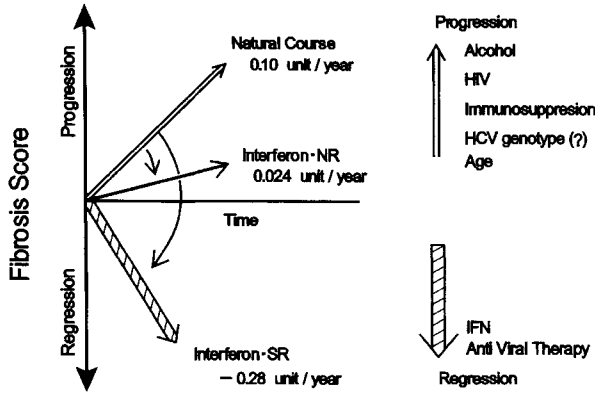 Fibrosis Score
Progression
Regression
Natural Course
0.10 unit / year
Interferon·NR
0.024 unit / year
Time
Interferon·SR
− 0.28 unit / year
Progression
Alcohol
HIV
Immunosuppresion
HCV genotype (?)
Age
IFN
Anti Viral Therapy
Regression